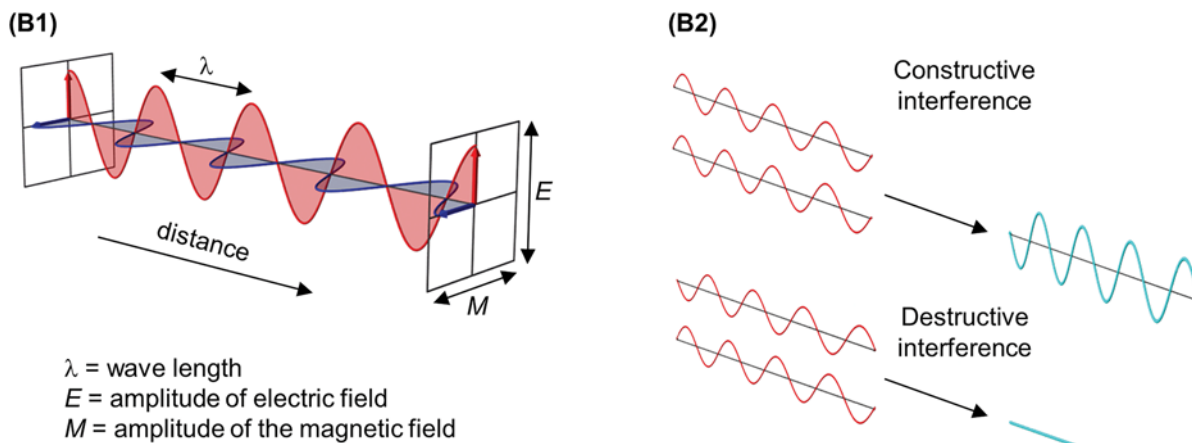 (B1)
λ
distance
E
M
λ = wave length
E = amplitude of electric field
M = amplitude of the magnetic field
(B2)
Constructive
interference
Destructive
interference